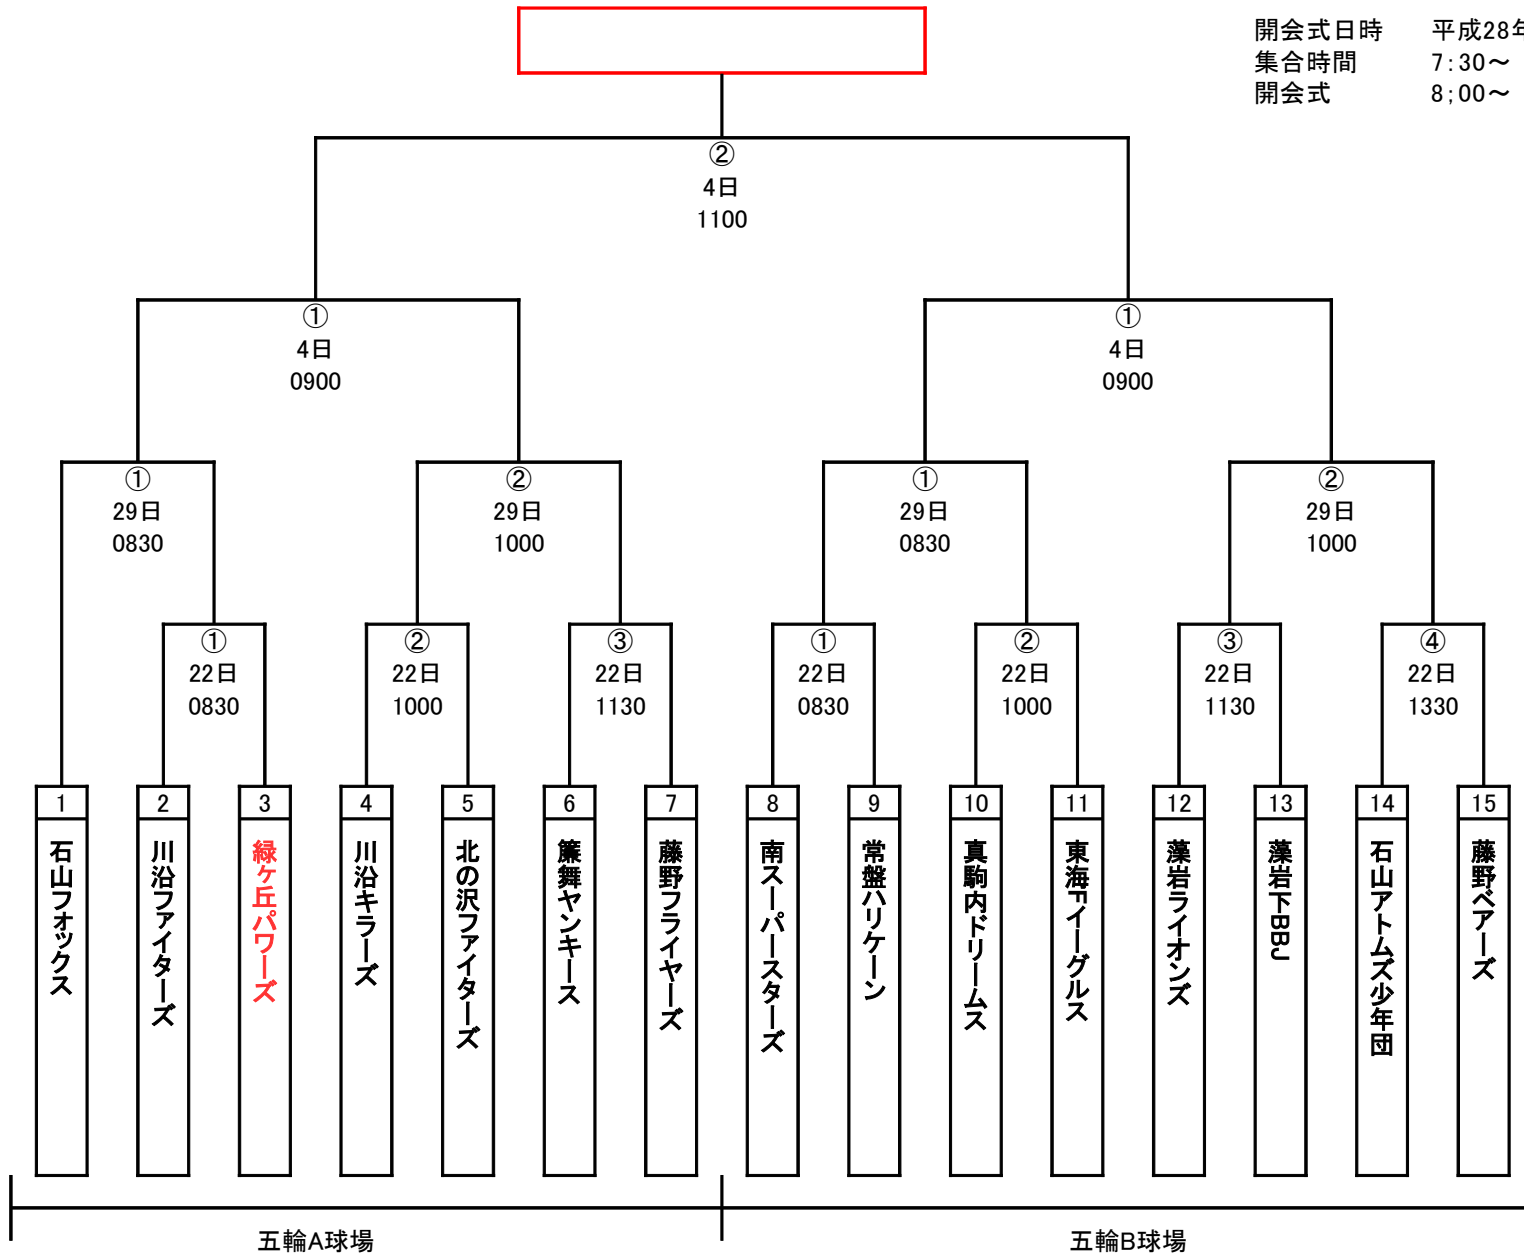 開会式日時 平成28年
集合時間 7:30～
開会式 8;00～
②
4日
1100
① ①
4日 4日
0900 0900
① ② ① ②
29日 29日 29日 29日
0830 1000 0830 1000
① ② ③ ① ② ③ ④
22日 22日 22日 22日 22日 22日 22日
0830 1000 1130 0830 1000 1130 1330
1 2 3 4 5 6 7 8 9 10 11 12 13 14 15
石山フォックス
川沿ファイターズ
緑ヶ丘パワーズ
川沿キラーズ
北の沢ファイターズ
簾舞ヤンキース
藤野フライヤーズ
南スーパースターズ
常盤ハリケーン
真駒内ドリームス
東海Fイーグルス
藻岩ライオンズ
藻岩下BBJ
石山アトムズ少年団
藤野ベアーズ
五輪A球場 五輪B球場